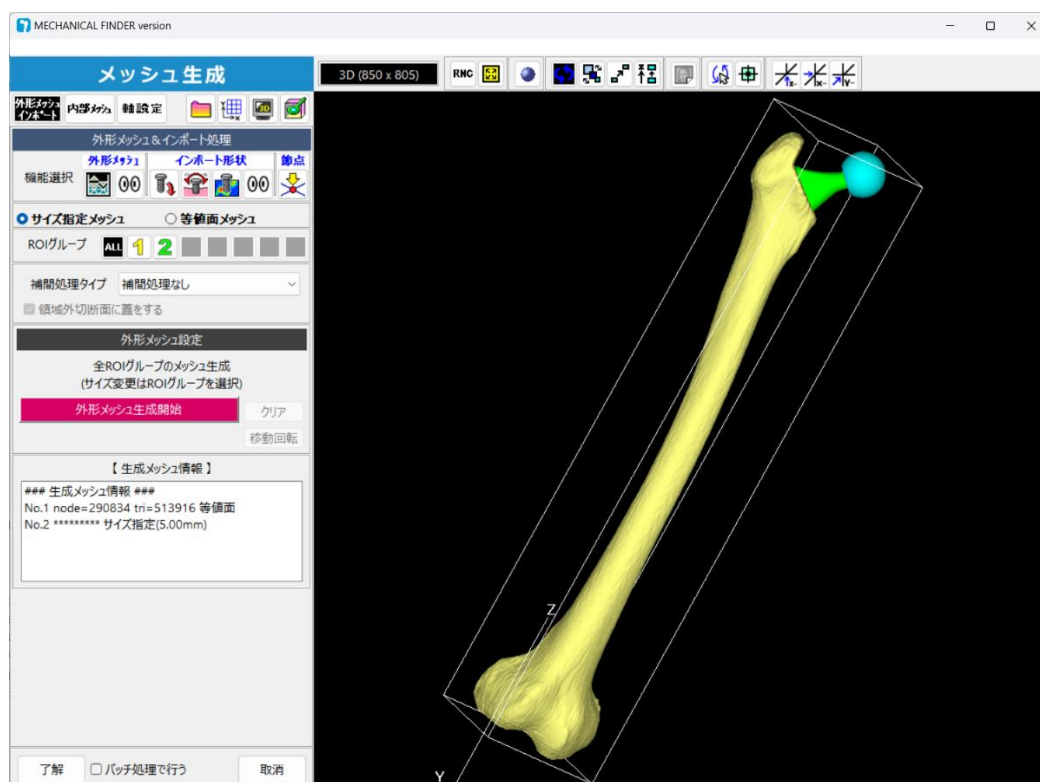 MECHANICAL FINDER version
メッシュ生成
3D (850 x 805)
RNC
外形メッシュ
インポート
内部メッシュ
軸設定
3D
外形メッシュ&インポート処理
外形メッシュ
インポート形状
節点
機能選択
サイズ指定メッシュ
等値面メッシュ
ROIグループ
ALL
1
2
補間処理タイプ
補間処理なし
領域外切断面に蓋をする
外形メッシュ設定
全ROIグループのメッシュ生成
(サイズ変更はROIグループを選択)
外形メッシュ生成開始
クリア
移動回転
【 生成メッシュ情報 】
### 生成メッシュ情報 ###
No.1 node=290834 tri=513916 等値面
No.2 ********* サイズ指定(5.00mm)
了解
バッチ処理で行う
取消
Z
Y